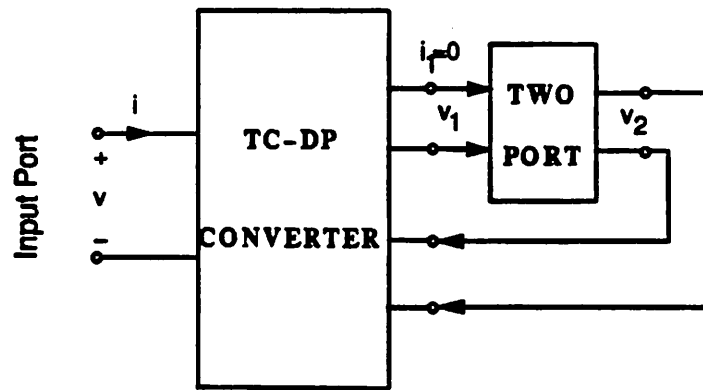 i₁=0
i
TWO
v₁
v₂
+
TC-DP
PORT
Input Port
v
–
CONVERTER